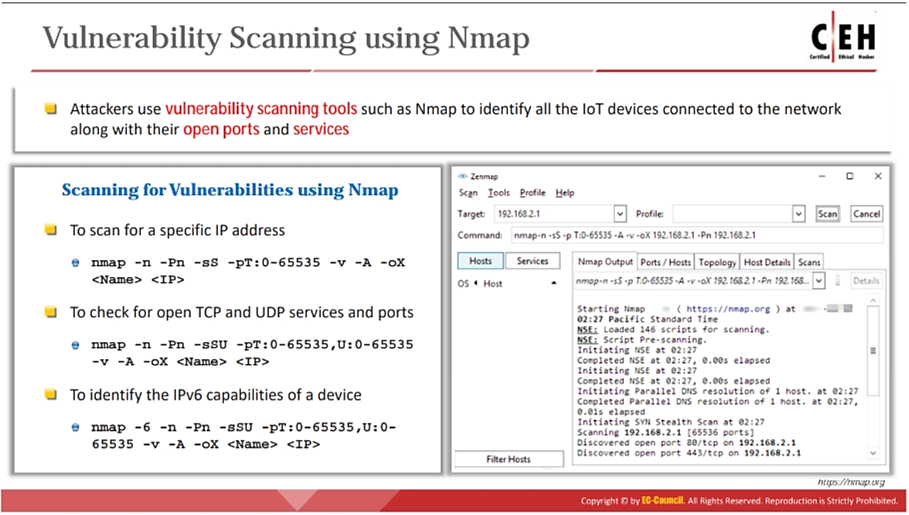 Vulnerability Scanning using Nmap
C|EH
Certified Ethical Hacker
Attackers use vulnerability scanning tools such as Nmap to identify all the IoT devices connected to the network
along with their open ports and services
Scanning for Vulnerabilities using Nmap
To scan for a specific IP address
nmap -n -Pn -sS -pT:0-65535 -v -A -oX
<Name> <IP>
To check for open TCP and UDP services and ports
nmap -n -Pn -sSU -pT:0-65535,U:0-65535
-v -A -oX <Name> <IP>
To identify the IPv6 capabilities of a device
nmap -6 -n -Pn -sSU -pT:0-65535,U:0-
65535 -v -A -oX <Name> <IP>
Zenmap
Scan Tools Profile Help
Target: 192.168.2.1 Profile: Scan Cancel
Command: nmap-n -sS -p T:0-65535 -A -v -oX 192.168.2.1 -Pn 192.168.2.1
Hosts Services Nmap Output Ports / Hosts Topology Host Details Scans
OS Host nmap-n -sS -p T:0-65535 -A -v -oX 192.168.2.1 -Pn 192.168... Details
Starting Nmap ( https://nmap.org ) at
02:27 Pacific Standard Time
NSE: Loaded 146 scripts for scanning.
NSE: Script Pre-scanning.
Initiating NSE at 02:27
Completed NSE at 02:27, 0.00s elapsed
Initiating NSE at 02:27
Completed NSE at 02:27, 0.00s elapsed
Initiating Parallel DNS resolution of 1 host. at 02:27
Completed Parallel DNS resolution of 1 host. at 02:27,
0.01s elapsed
Initiating SYN Stealth Scan at 02:27
Scanning 192.168.2.1 [65536 ports]
Discovered open port 80/tcp on 192.168.2.1
Discovered open port 443/tcp on 192.168.2.1
Filter Hosts
https://nmap.org
Copyright © by EC-Council. All Rights Reserved. Reproduction is Strictly Prohibited.